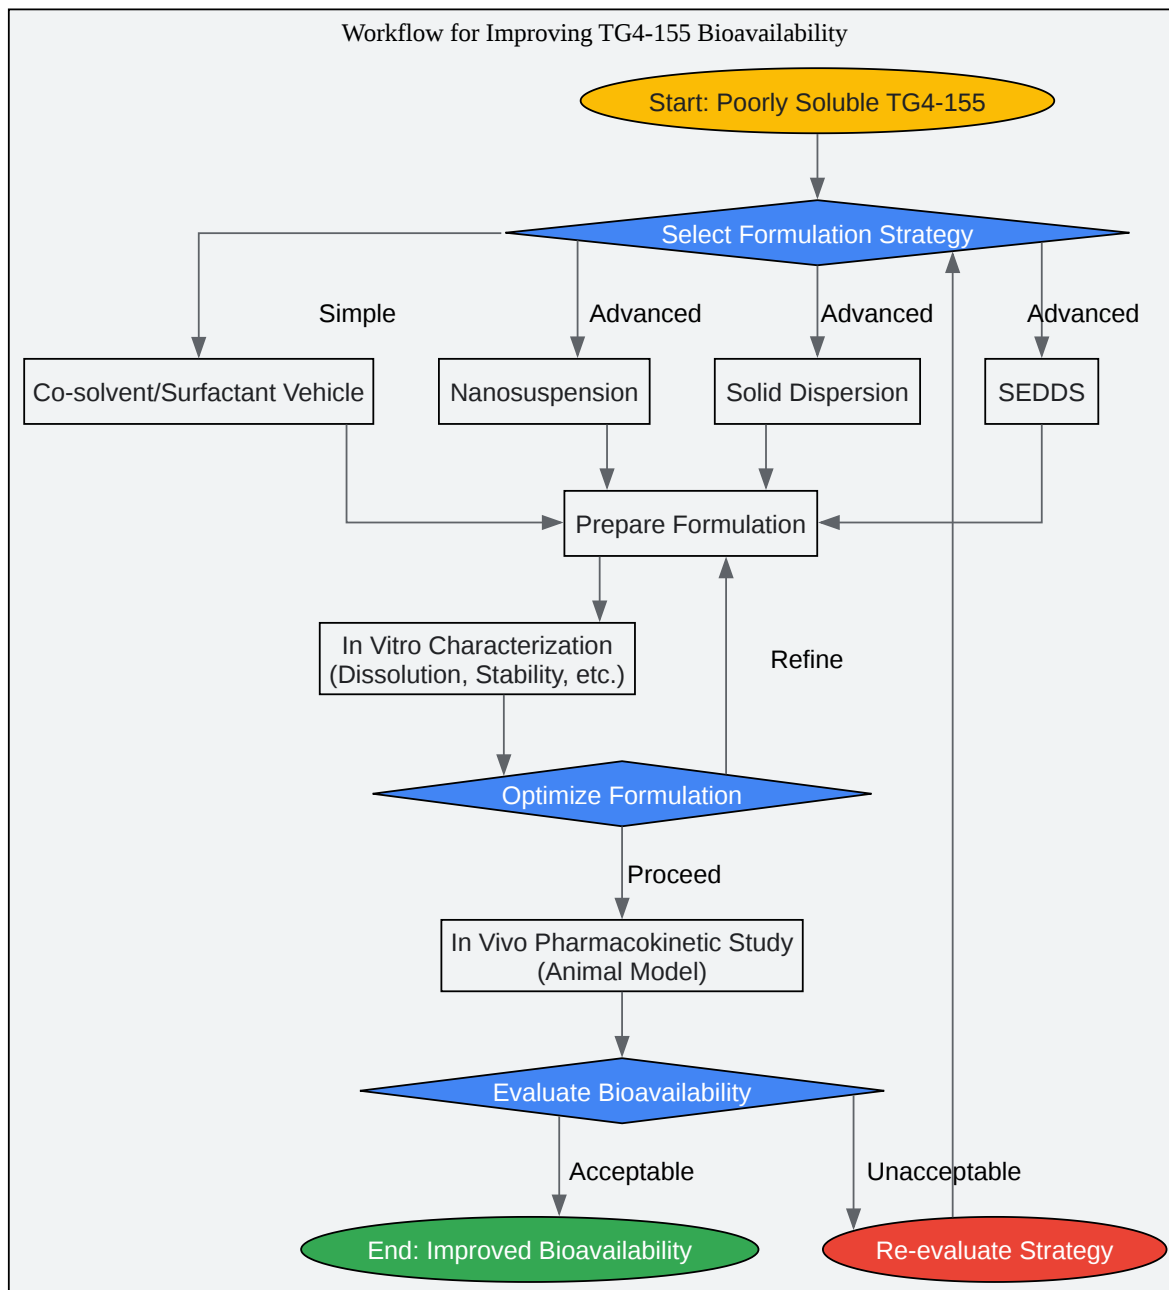 Workflow for Improving TG4-155 Bioavailability
Start: Poorly Soluble TG4-155
Select Formulation Strategy
Simple
Advanced
Advanced
Advanced
Co-solvent/Surfactant Vehicle
Nanosuspension
Solid Dispersion
SEDDS
Prepare Formulation
In Vitro Characterization
(Dissolution, Stability, etc.)
Refine
Optimize Formulation
Proceed
In Vivo Pharmacokinetic Study
(Animal Model)
Evaluate Bioavailability
Acceptable
Unacceptable
End: Improved Bioavailability
Re-evaluate Strategy